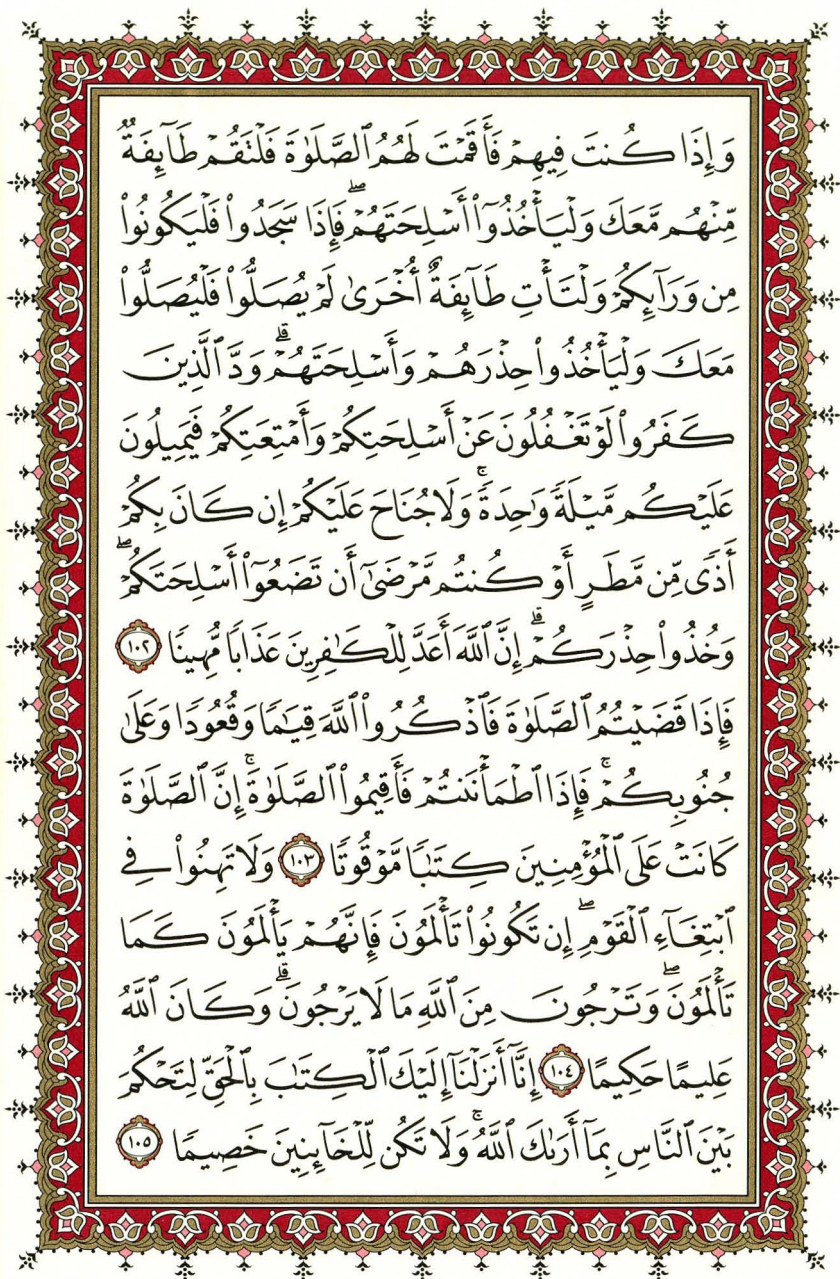 وَإِذَا كُنتَ فِيهِمْ فَأَقَمْتَ لَهُمُ ٱلصَّلَوٰةَ فَلْتَقُمْ طَآئِفَةٌ
مِّنْهُم مَّعَكَ وَلْيَأْخُذُوٓا۟ أَسْلِحَتَهُمْۖ فَإِذَا سَجَدُوا۟ فَلْيَكُونُوا۟
مِن وَرَآئِكُمْ وَلْتَأْتِ طَآئِفَةٌ أُخْرَىٰ لَمْ يُصَلُّوا۟ فَلْيُصَلُّوا۟
مَعَكَ وَلْيَأْخُذُوا۟ حِذْرَهُمْ وَأَسْلِحَتَهُمْۗ وَدَّ ٱلَّذِينَ
كَفَرُوا۟ لَوْ تَغْفُلُونَ عَنْ أَسْلِحَتِكُمْ وَأَمْتِعَتِكُمْ فَيَمِيلُونَ
عَلَيْكُم مَّيْلَةً وَٰحِدَةًۚ وَلَا جُنَاحَ عَلَيْكُمْ إِن كَانَ بِكُمْ
أَذًى مِّن مَّطَرٍ أَوْ كُنتُم مَّرْضَىٰٓ أَن تَضَعُوٓا۟ أَسْلِحَتَكُمْۖ
وَخُذُوا۟ حِذْرَكُمْۗ إِنَّ ٱللَّهَ أَعَدَّ لِلْكَٰفِرِينَ عَذَابًا مُّهِينًا ١٠٢
فَإِذَا قَضَيْتُمُ ٱلصَّلَوٰةَ فَٱذْكُرُوا۟ ٱللَّهَ قِيَٰمًا وَقُعُودًا وَعَلَىٰ
جُنُوبِكُمْۚ فَإِذَا ٱطْمَأْنَنتُمْ فَأَقِيمُوا۟ ٱلصَّلَوٰةَۚ إِنَّ ٱلصَّلَوٰةَ
كَانَتْ عَلَى ٱلْمُؤْمِنِينَ كِتَٰبًا مَّوْقُوتًا ١٠٣ وَلَا تَهِنُوا۟ فِى
ٱبْتِغَآءِ ٱلْقَوْمِۖ إِن تَكُونُوا۟ تَأْلَمُونَ فَإِنَّهُمْ يَأْلَمُونَ كَمَا
تَأْلَمُونَۖ وَتَرْجُونَ مِنَ ٱللَّهِ مَا لَا يَرْجُونَۗ وَكَانَ ٱللَّهُ
عَلِيمًا حَكِيمًا ١٠٤ إِنَّآ أَنزَلْنَآ إِلَيْكَ ٱلْكِتَٰبَ بِٱلْحَقِّ لِتَحْكُمَ
بَيْنَ ٱلنَّاسِ بِمَآ أَرَىٰكَ ٱللَّهُۚ وَلَا تَكُن لِّلْخَآئِنِينَ خَصِيمًا ١٠٥